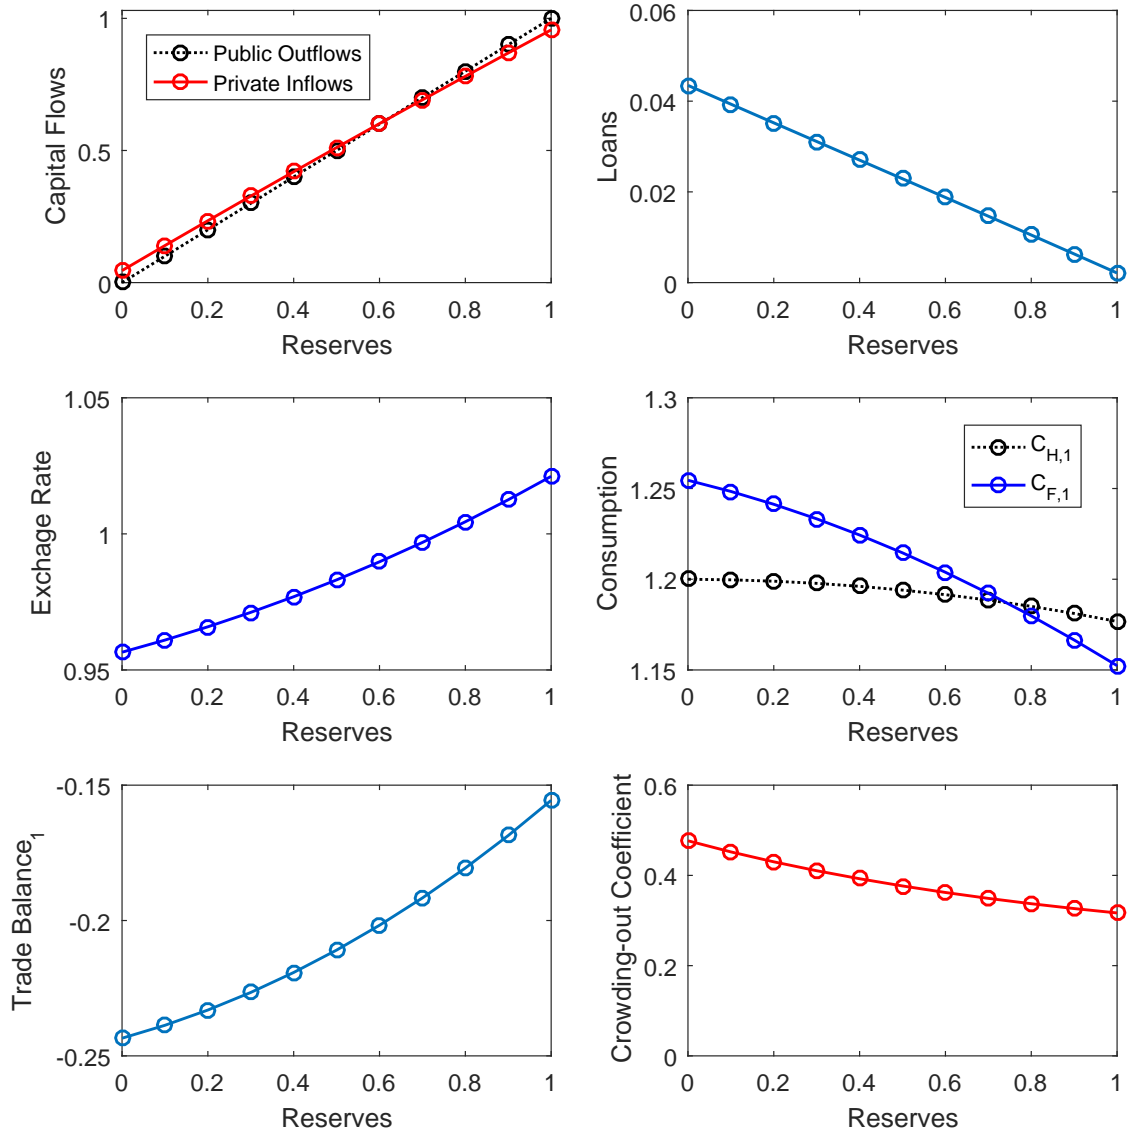 1
0.5
0
Capital Flows
Public Outflows
Private Inflows
0 0.2 0.4 0.6 0.8 1
Reserves
0.06
0.04
0.02
0
Loans
0 0.2 0.4 0.6 0.8 1
Reserves
1.05
1
0.95
Exchage Rate
0 0.2 0.4 0.6 0.8 1
Reserves
1.3
1.25
1.2
1.15
Consumption
C_{H,1}
C_{F,1}
0 0.2 0.4 0.6 0.8 1
Reserves
-0.15
-0.2
-0.25
Trade Balance_1
0 0.2 0.4 0.6 0.8 1
Reserves
0.6
0.4
0.2
0
Crowding-out Coefficient
0 0.2 0.4 0.6 0.8 1
Reserves